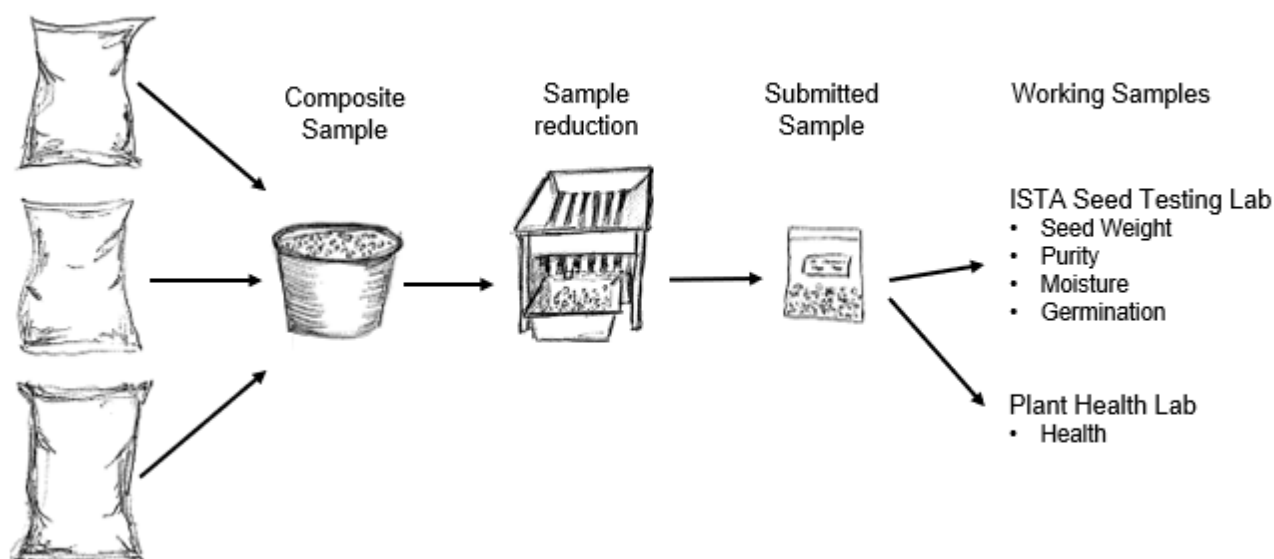 Composite
Sample
Sample
reduction
Submitted
Sample
Working Samples
ISTA Seed Testing Lab
• Seed Weight
• Purity
• Moisture
• Germination
Plant Health Lab
• Health